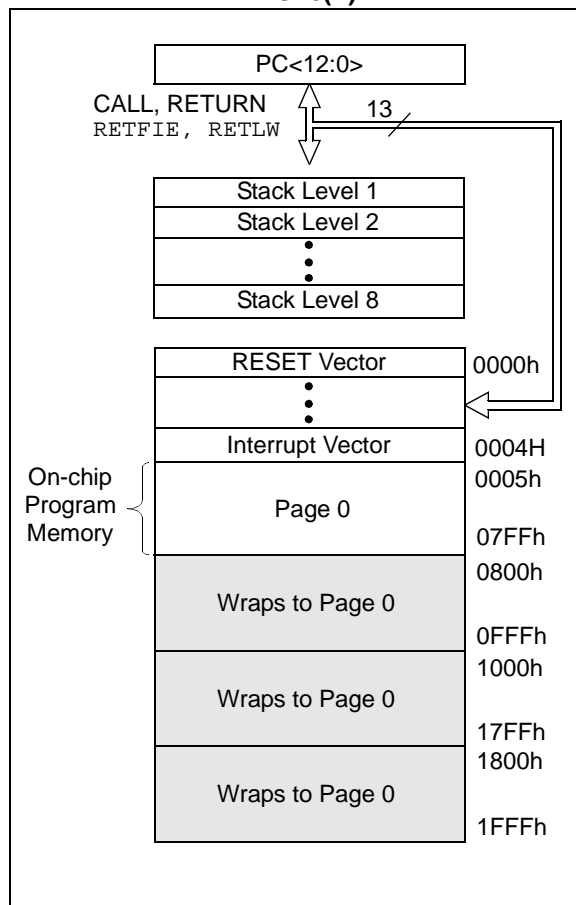 PC<12:0>
CALL, RETURN
RETFIE, RETLW
13
Stack Level 1
Stack Level 2
Stack Level 8
RESET Vector
0000h
Interrupt Vector
0004H
On-chip
Program
Memory
Page 0
0005h
07FFh
Wraps to Page 0
0800h
0FFFh
Wraps to Page 0
1000h
17FFh
Wraps to Page 0
1800h
1FFFh